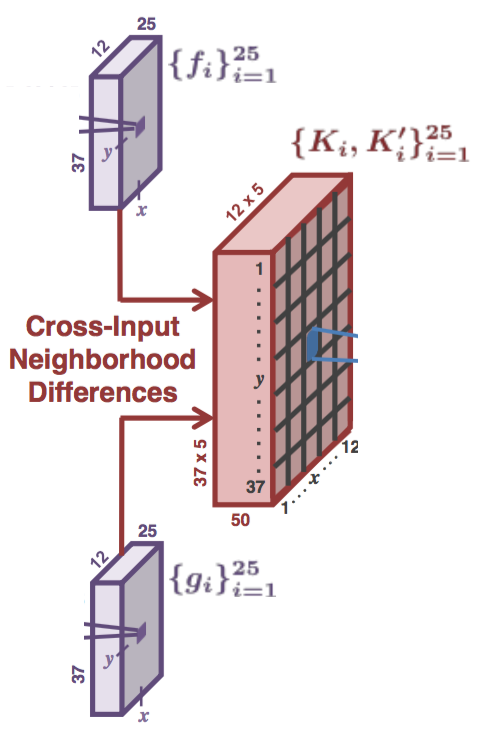 25
12
{f_i}_{i=1}^{25}
37
y
x
{K_i, K'_i}_{i=1}^{25}
12 x 5
1
y
37
37 x 5
50
1
x
12
Cross-Input
Neighborhood
Differences
25
12
{g_i}_{i=1}^{25}
37
y
x